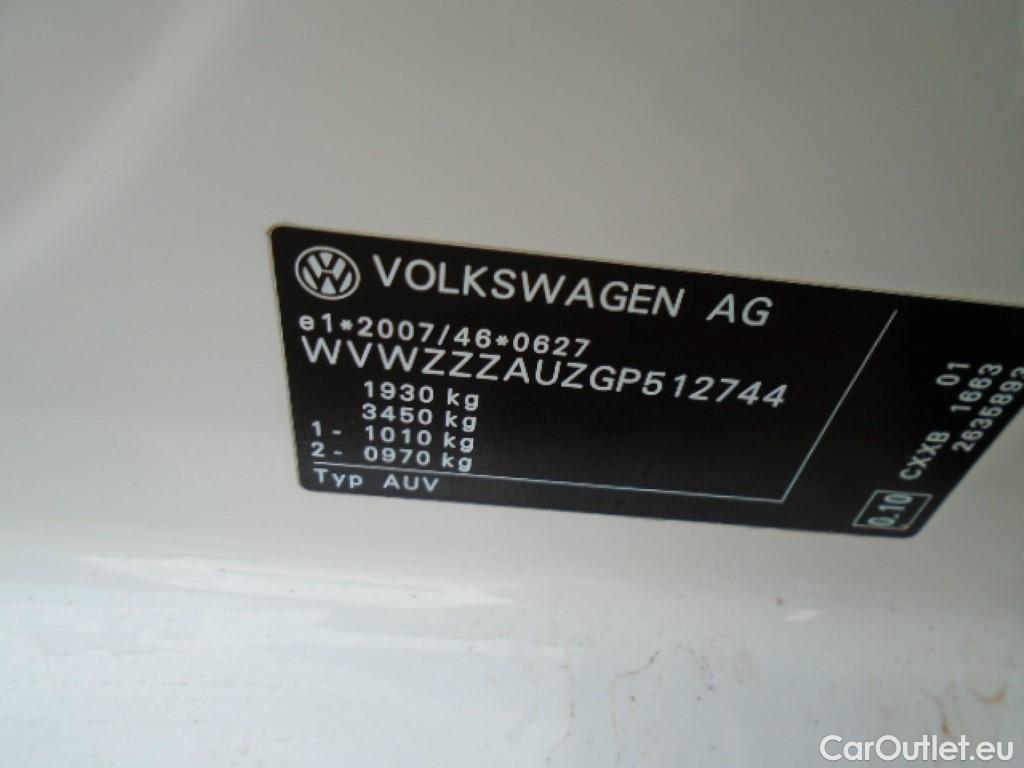 VOLKSWAGEN AG
e1*2007/46*0627
WVWZZZAUZGP512744
1930 kg
3450 kg
1 - 1010 kg
2 - 0970 kg
Typ AUV
01
CXXB 1663
2635893
0.10
CarOutlet.eu